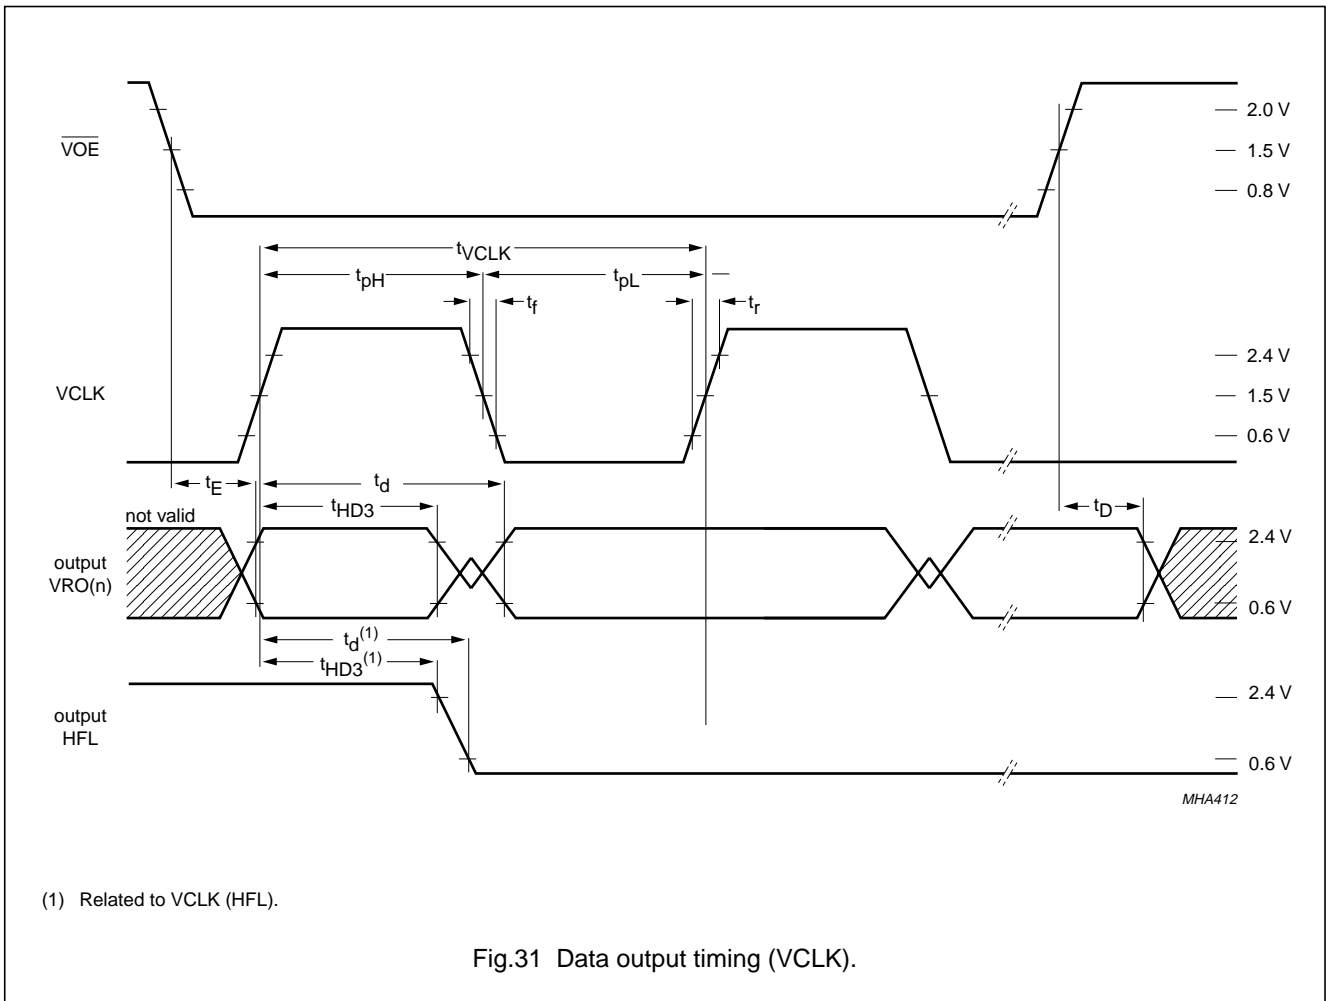 2.0 V
VOE
1.5 V
0.8 V
tVCLK
tpH
tpL
tf
tr
2.4 V
VCLK
1.5 V
0.6 V
tE
td
tHD3
tD
not valid
2.4 V
output
VRO(n)
0.6 V
td(1)
tHD3(1)
2.4 V
output
HFL
0.6 V
MHA412
(1) Related to VCLK (HFL).
Fig.31 Data output timing (VCLK).